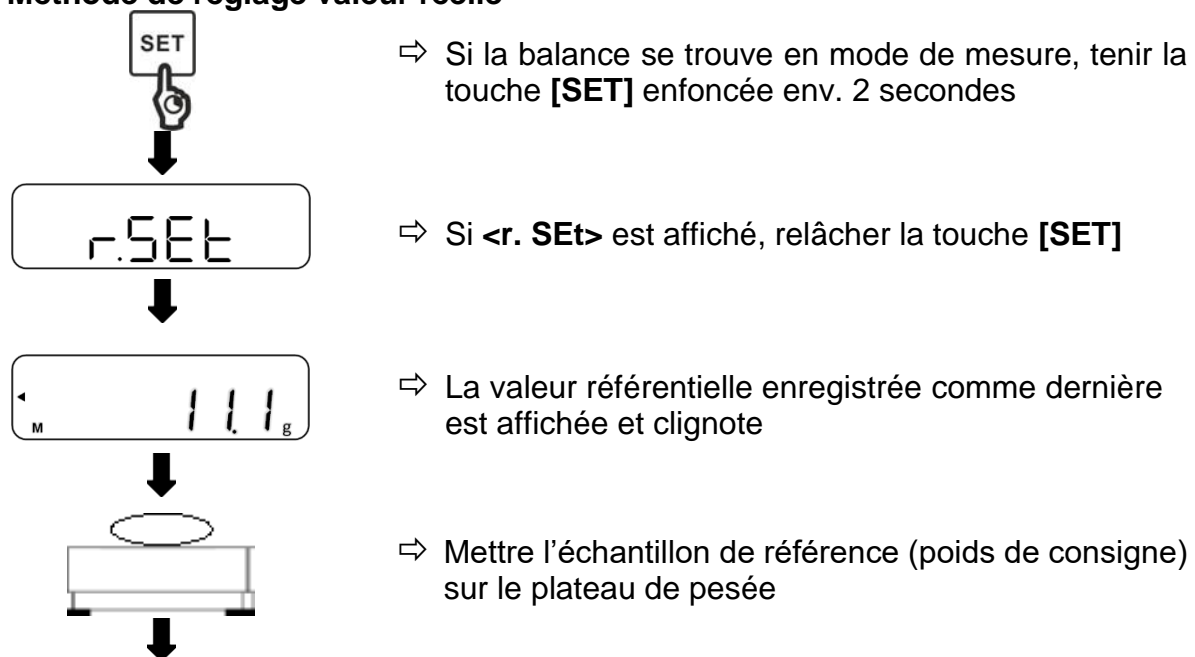 Méthode de réglage valeur réelle
SET
⇨ Si la balance se trouve en mode de mesure, tenir la
touche [SET] enfoncée env. 2 secondes
r.SEt
⇨ Si <r. SEt> est affiché, relâcher la touche [SET]
M 11.1 g
⇨ La valeur référentielle enregistrée comme dernière
est affichée et clignote
⇨ Mettre l’échantillon de référence (poids de consigne)
sur le plateau de pesée